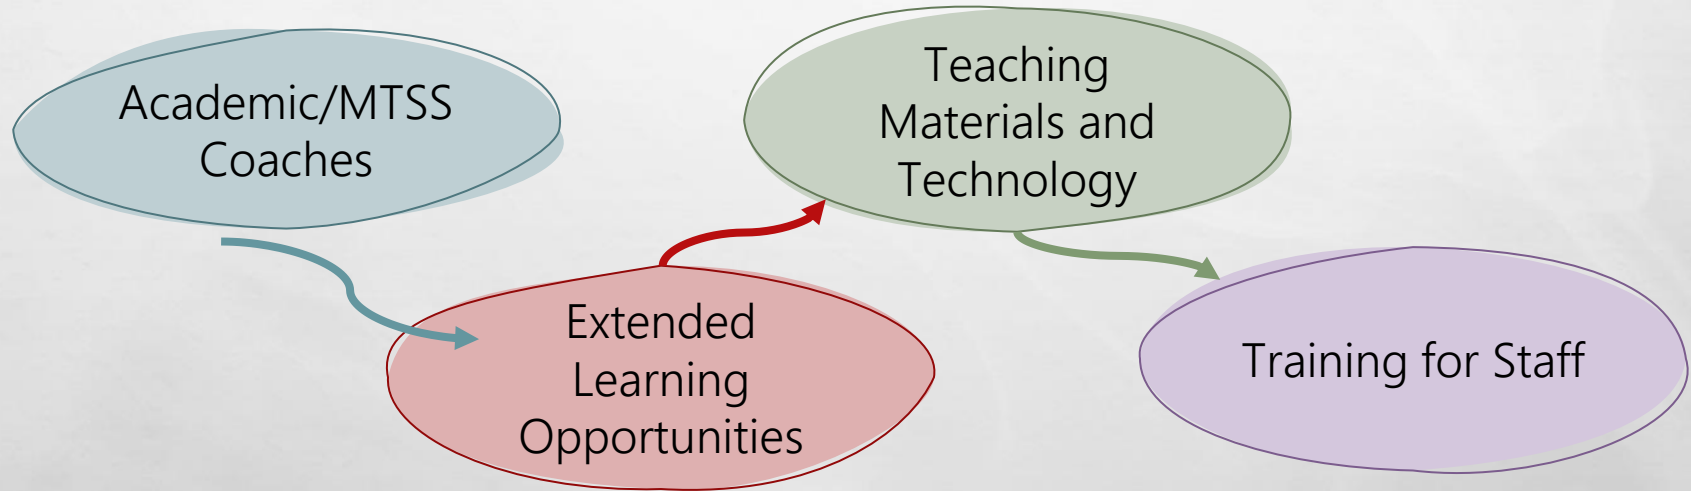 Academic/MTSS
Coaches
Extended
Learning
Opportunities
Teaching
Materials and
Technology
Training for Staff